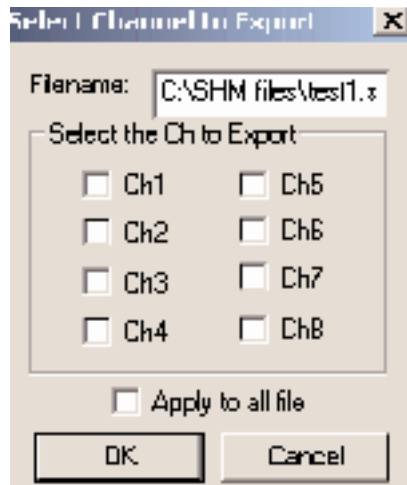 Select Channel to Export
Filename: C:\SHM files\test1.s
Select the Ch to Export
Ch1 Ch5
Ch2 Ch6
Ch3 Ch7
Ch4 Ch8
Apply to all file
OK Cancel